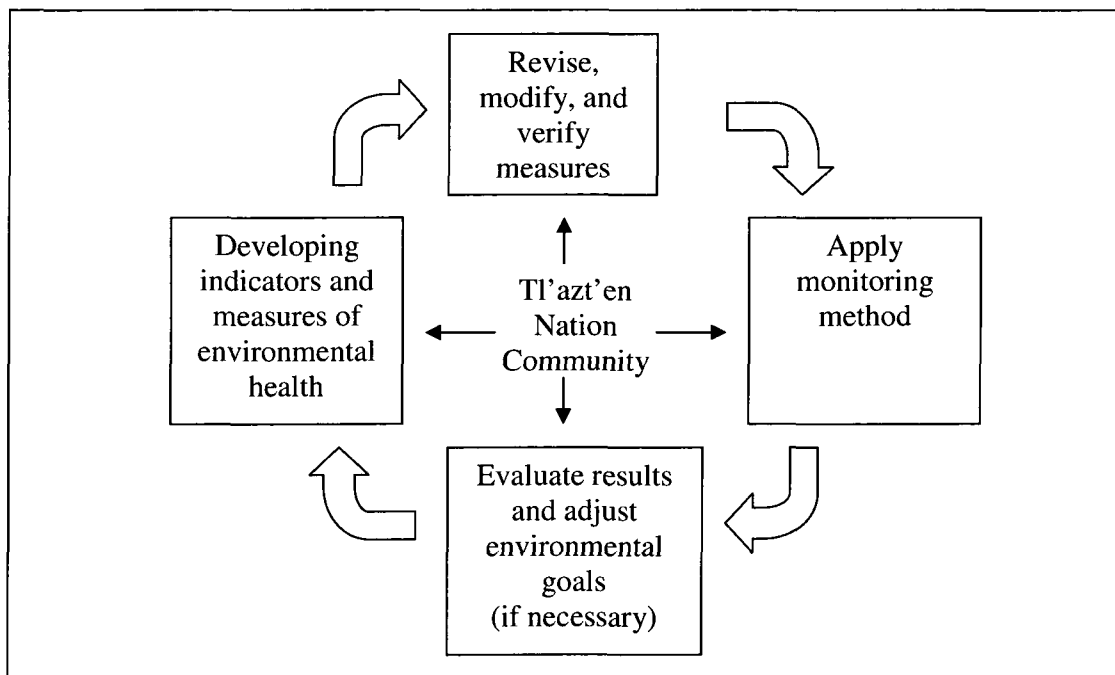 Revise,
modify, and
verify
measures
Developing
indicators and
measures of
environmental
health
Tl'azt'en
Nation
Community
Apply
monitoring
method
Evaluate results
and adjust
environmental
goals
(if necessary)